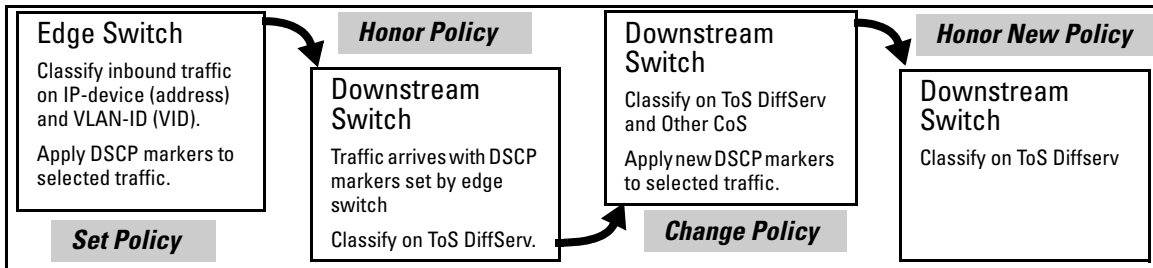 Edge Switch
Classify inbound traffic
on IP-device (address)
and VLAN-ID (VID).
Apply DSCP markers to
selected traffic.
Set Policy
Honor Policy
Downstream
Switch
Traffic arrives with DSCP
markers set by edge
switch
Classify on ToS DiffServ.
Downstream
Switch
Classify on ToS DiffServ
and Other CoS
Apply new DSCP markers
to selected traffic.
Change Policy
Honor New Policy
Downstream
Switch
Classify on ToS Diffserv